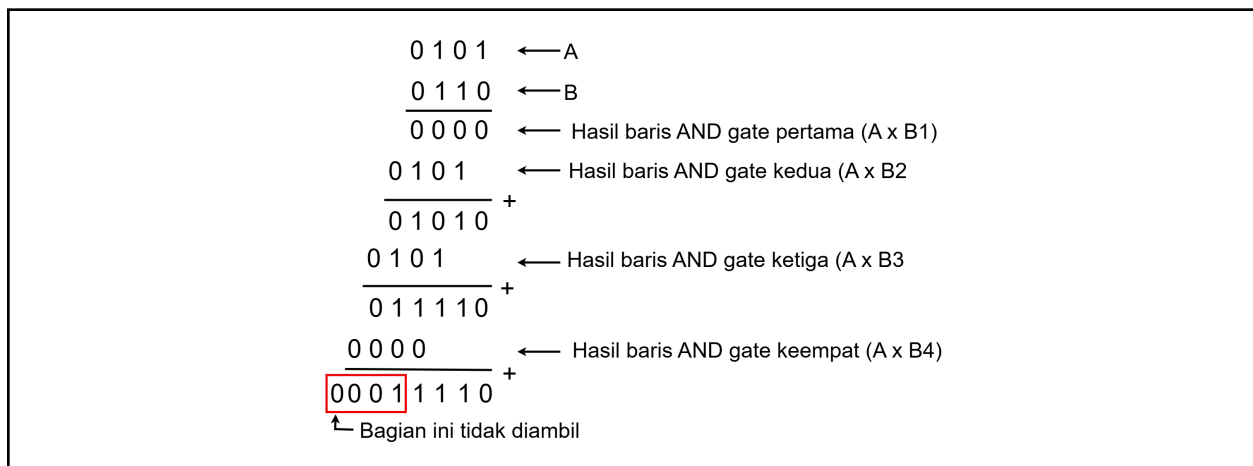 0 1 0 1 A
0 1 1 0 B
0 0 0 0 Hasil baris AND gate pertama (A x B1)
0 1 0 1 Hasil baris AND gate kedua (A x B2
+
0 1 0 1 0
0 1 0 1 Hasil baris AND gate ketiga (A x B3
+
0 1 1 1 1 0
0 0 0 0 Hasil baris AND gate keempat (A x B4)
+
0 0 0 1 1 1 1 0
Bagian ini tidak diambil